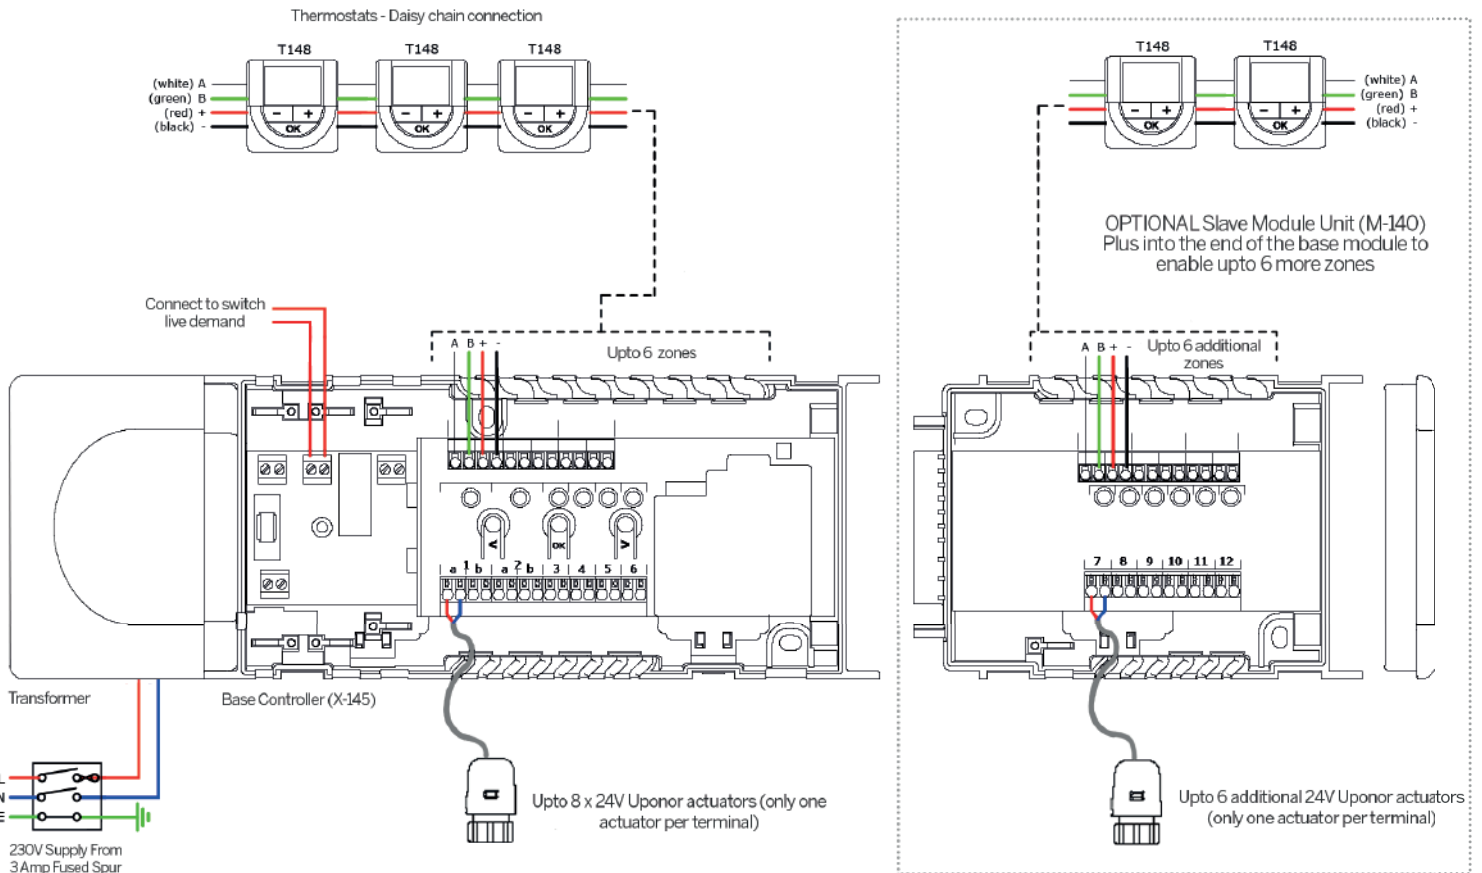 Thermostats - Daisy chain connection
T148 T148 T148
(white) A
(green) B
(red) +
(black) -
- + - + - +
OK OK OK
T148 T148
(white) A
(green) B
(red) +
(black) -
- + - +
OK OK
OPTIONAL Slave Module Unit (M-140)
Plus into the end of the base module to
enable upto 6 more zones
Connect to switch
live demand
A B + -
Upto 6 zones
A B + -
Upto 6 additional
zones
< OK >
a 1 b a 2 b 3 4 5 6
7 8 9 10 11 12
Transformer
Base Controller (X-145)
L
N
E
230V Supply From
3 Amp Fused Spur
Upto 8 x 24V Uponor actuators (only one
actuator per terminal)
Upto 6 additional 24V Uponor actuators
(only one actuator per terminal)